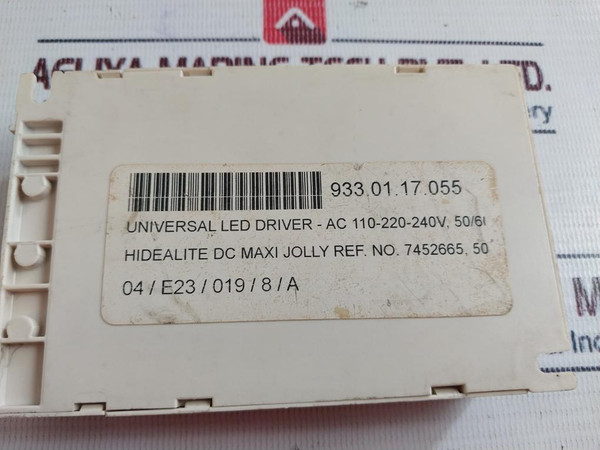 933.01.17.055
UNIVERSAL LED DRIVER - AC 110-220-240V, 50/60
HIDEALITE DC MAXI JOLLY REF. NO. 7452665, 50
04 / E23 / 019 / 8 / A